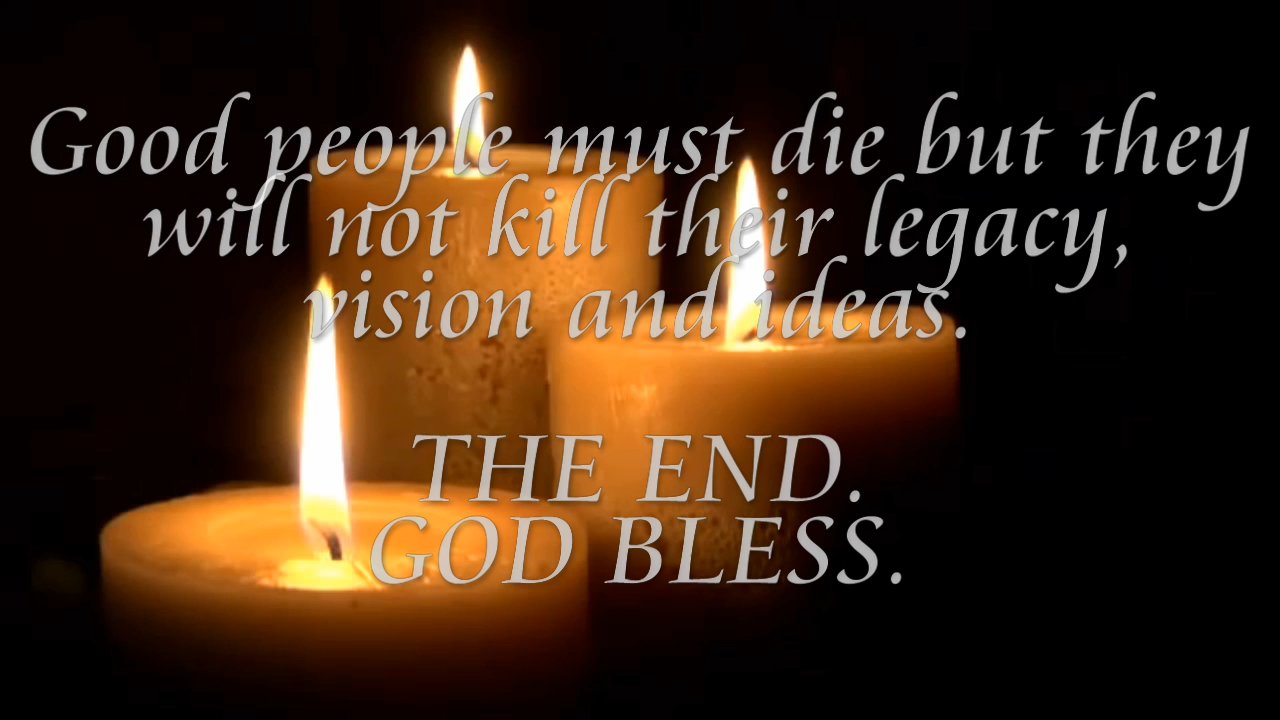 Good people must die but they
will not kill their legacy,
vision and ideas.
THE END.
GOD BLESS.